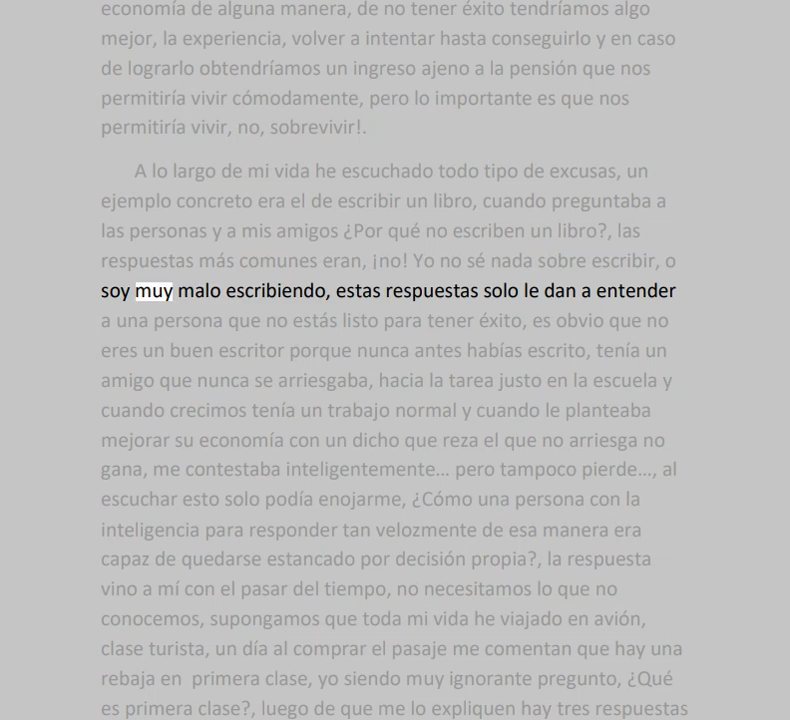 economía de alguna manera, de no tener éxito tendríamos algo
mejor, la experiencia, volver a intentar hasta conseguirlo y en caso
de lograrlo obtendríamos un ingreso ajeno a la pensión que nos
permitiría vivir cómodamente, pero lo importante es que nos
permitiría vivir, no, sobrevivir!.
A lo largo de mi vida he escuchado todo tipo de excusas, un
ejemplo concreto era el de escribir un libro, cuando preguntaba a
las personas y a mis amigos ¿Por qué no escriben un libro?, las
respuestas más comunes eran, ¡no! Yo no sé nada sobre escribir, o
soy muy malo escribiendo, estas respuestas solo le dan a entender
a una persona que no estás listo para tener éxito, es obvio que no
eres un buen escritor porque nunca antes habías escrito, tenía un
amigo que nunca se arriesgaba, hacia la tarea justo en la escuela y
cuando crecimos tenía un trabajo normal y cuando le planteaba
mejorar su economía con un dicho que reza el que no arriesga no
gana, me contestaba inteligentemente... pero tampoco pierde..., al
escuchar esto solo podía enojarme, ¿Cómo una persona con la
inteligencia para responder tan velozmente de esa manera era
capaz de quedarse estancado por decisión propia?, la respuesta
vino a mí con el pasar del tiempo, no necesitamos lo que no
conocemos, supongamos que toda mi vida he viajado en avión,
clase turista, un día al comprar el pasaje me comentan que hay una
rebaja en  primera clase, yo siendo muy ignorante pregunto, ¿Qué
es primera clase?, luego de que me lo expliquen hay tres respuestas